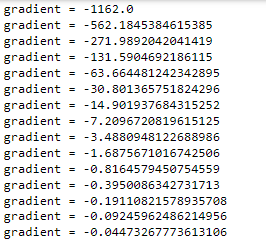 gradient = -1162.0
gradient = -562.1845384615385
gradient = -271.9892042041419
gradient = -131.5904692186115
gradient = -63.664481242342895
gradient = -30.801365751824296
gradient = -14.901937684315252
gradient = -7.2096720819615125
gradient = -3.4880948122688986
gradient = -1.6875671016742506
gradient = -0.8164579450754559
gradient = -0.3950086342731713
gradient = -0.19110821578935708
gradient = -0.09245962486214956
gradient = -0.04473267773613106